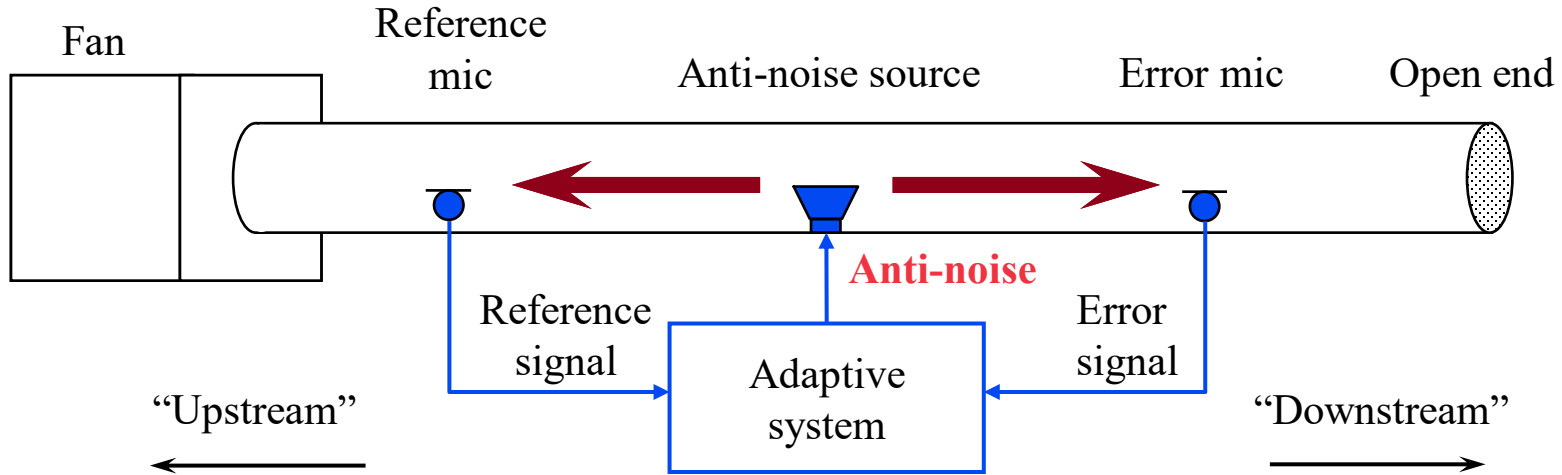 Fan
Reference
mic
Anti-noise source
Error mic
Open end
Anti-noise
Reference
signal
Error
signal
Adaptive
system
“Upstream”
“Downstream”